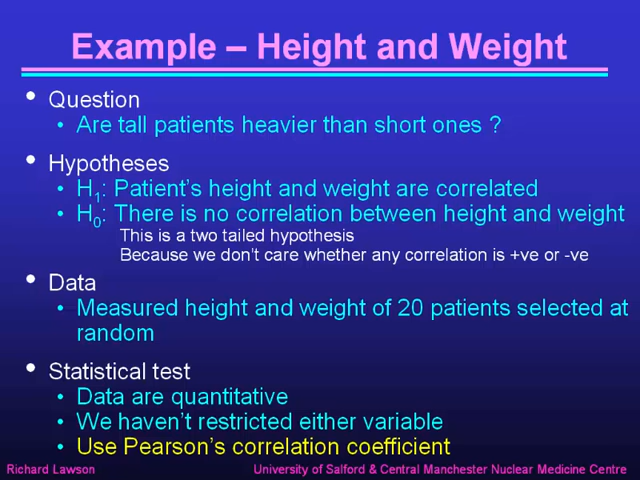 Example – Height and Weight
• Question
• Are tall patients heavier than short ones ?
• Hypotheses
• H1: Patient's height and weight are correlated
• H0: There is no correlation between height and weight
This is a two tailed hypothesis
Because we don't care whether any correlation is +ve or -ve
• Data
• Measured height and weight of 20 patients selected at
random
• Statistical test
• Data are quantitative
• We haven't restricted either variable
• Use Pearson's correlation coefficient
Richard Lawson University of Salford & Central Manchester Nuclear Medicine Centre